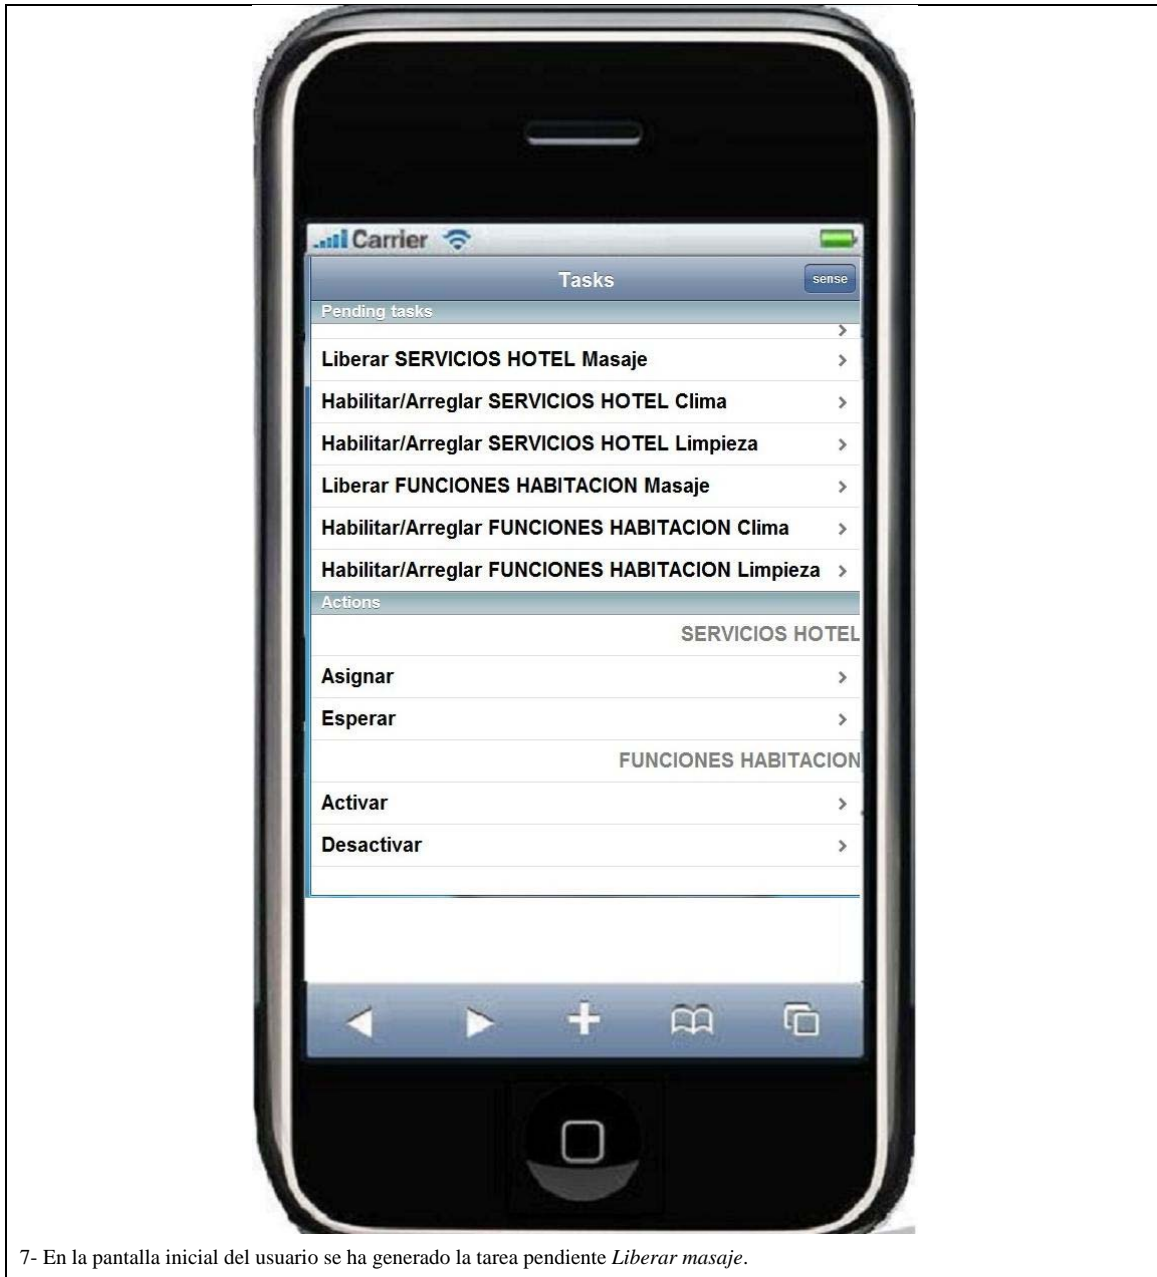 Carrier
Tasks
sense
Pending tasks
Liberar SERVICIOS HOTEL Masaje
Habilitar/Arreglar SERVICIOS HOTEL Clima
Habilitar/Arreglar SERVICIOS HOTEL Limpieza
Liberar FUNCIONES HABITACION Masaje
Habilitar/Arreglar FUNCIONES HABITACION Clima
Habilitar/Arreglar FUNCIONES HABITACION Limpieza
Actions
SERVICIOS HOTEL
Asignar
Esperar
FUNCIONES HABITACION
Activar
Desactivar
7- En la pantalla inicial del usuario se ha generado la tarea pendiente Liberar masaje.